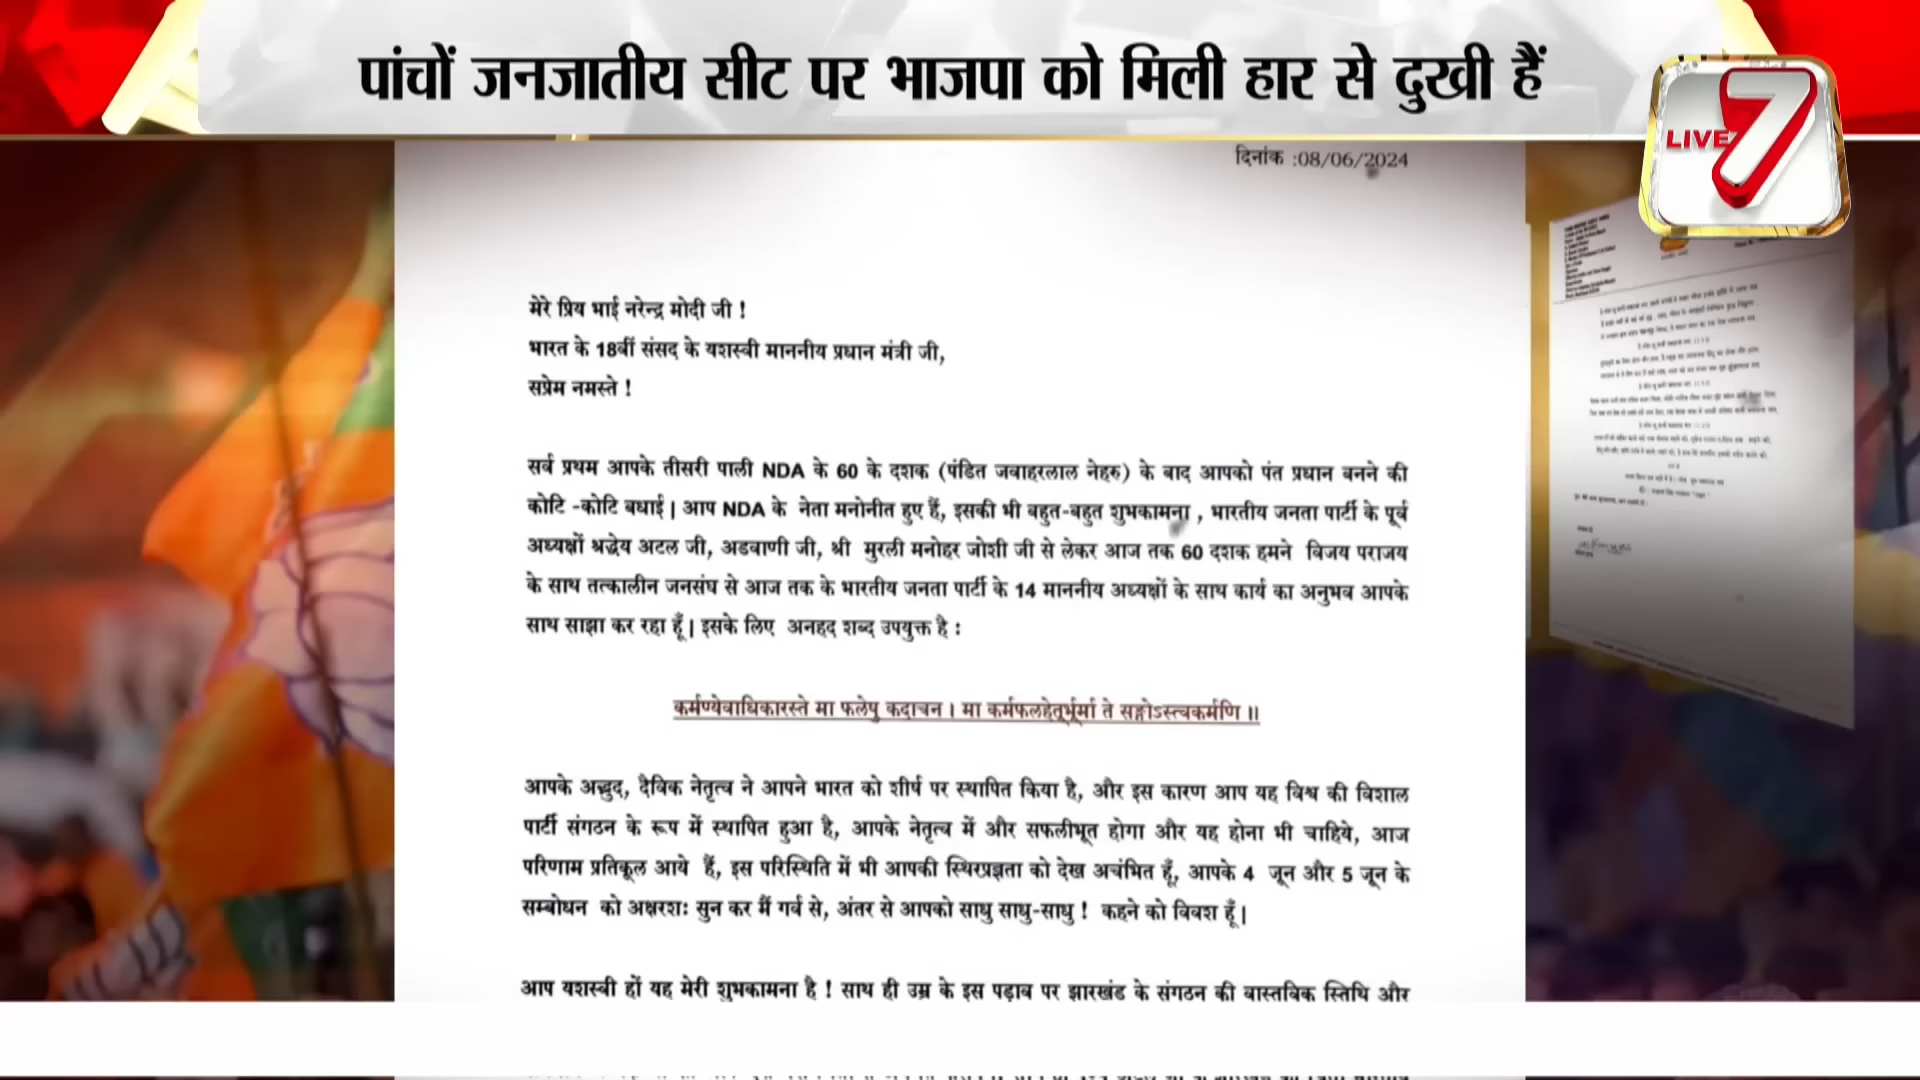 पांचों जनजातीय सीट पर भाजपा को मिली हार से दुखी हैं
LIVE 7
दिनांक :08/06/2024
मेरे प्रिय भाई नरेन्द्र मोदी जी !
भारत के 18वीं संसद के यशस्वी माननीय प्रधान मंत्री जी,
सप्रेम नमस्ते !
सर्व प्रथम आपके तीसरी पाली NDA के 60 के दशक (पंडित जवाहरलाल नेहरु) के बाद आपको पंत प्रधान बनने की
कोटि -कोटि बधाई | आप NDA के नेता मनोनीत हुए हैं, इसकी भी बहुत-बहुत शुभकामना , भारतीय जनता पार्टी के पूर्व
अध्यक्षों श्रद्धेय अटल जी, अडवाणी जी, श्री मुरली मनोहर जोशी जी से लेकर आज तक 60 दशक हमने विजय पराजय
के साथ तत्कालीन जनसंघ से आज तक के भारतीय जनता पार्टी के 14 माननीय अध्यक्षों के साथ कार्य का अनुभव आपके
साथ साझा कर रहा हूँ | इसके लिए अनहद शब्द उपयुक्त है :
कर्मण्येवाधिकारस्ते मा फलेषु कदाचन । मा कर्मफलहेतुर्भूर्मा ते सङ्गोऽस्त्वकर्मणि ॥
आपके अद्भुद, दैविक नेतृत्व ने आपने भारत को शीर्ष पर स्थापित किया है, और इस कारण आप यह विश्व की विशाल
पार्टी संगठन के रूप में स्थापित हुआ है, आपके नेतृत्व में और सफलीभूत होगा और यह होना भी चाहिये, आज
परिणाम प्रतिकूल आये हैं, इस परिस्थिति में भी आपकी स्थिरप्रज्ञता को देख अचंभित हूँ, आपके 4 जून और 5 जून के
सम्बोधन को अक्षरशः सुन कर मैं गर्व से, अंतर से आपको साधु साधु-साधु ! कहने को विवश हूँ |
आप यशस्वी हों यह मेरी शुभकामना है ! साथ ही उम्र के इस पड़ाव पर झारखंड के संगठन की वास्तविक स्तिथि और